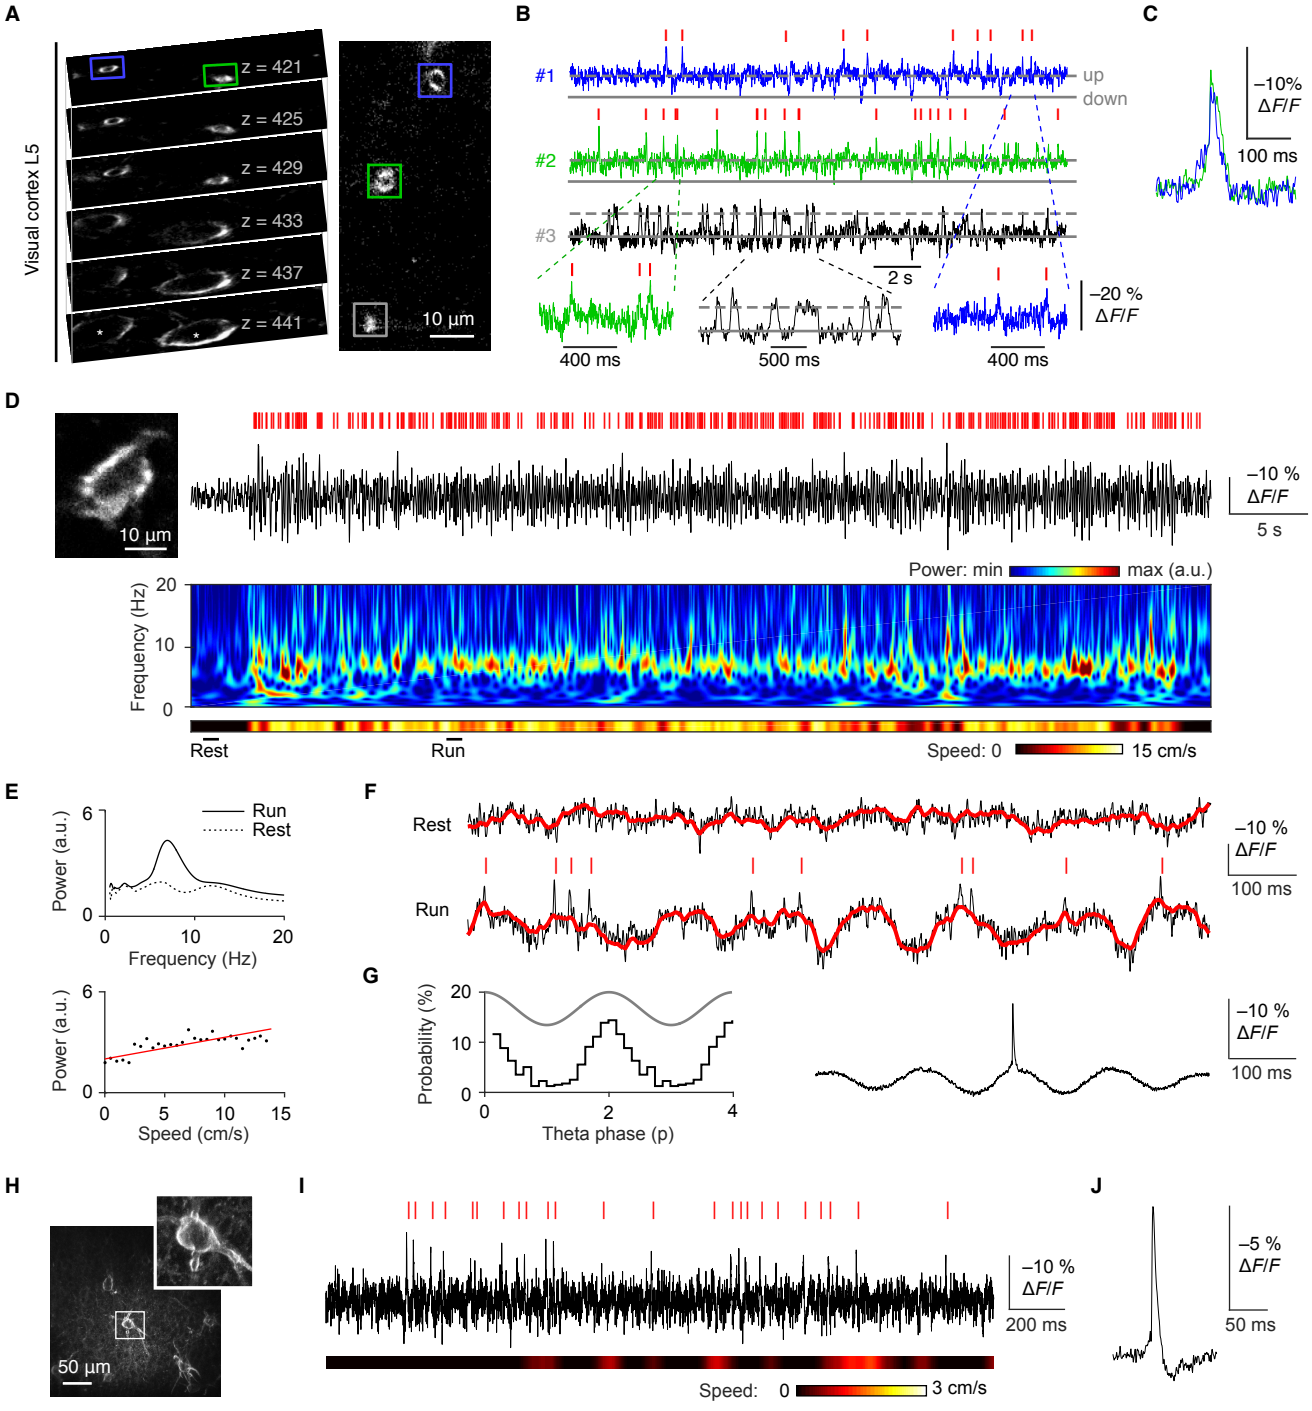 A
Visual cortex L5
z = 421
z = 425
z = 429
z = 433
z = 437
z = 441
*
*
10 µm
B
#1
up
down
#2
#3
2 s
400 ms
500 ms
400 ms
–20 %
ΔF/F
C
–10%
ΔF/F
100 ms
D
10 µm
–10 %
ΔF/F
5 s
Power: min
max (a.u.)
Frequency (Hz)
20
10
0
Rest
Run
Speed: 0
15 cm/s
E
Power (a.u.)
6
0
Run
Rest
0
10
20
Frequency (Hz)
Power (a.u.)
6
0
0
5
10
15
Speed (cm/s)
F
Rest
Run
–10 %
ΔF/F
100 ms
G
Probability (%)
20
10
0
0
2
4
Theta phase (p)
–10 %
ΔF/F
100 ms
H
50 µm
I
–10 %
ΔF/F
200 ms
Speed:
0
3 cm/s
J
–5 %
ΔF/F
50 ms